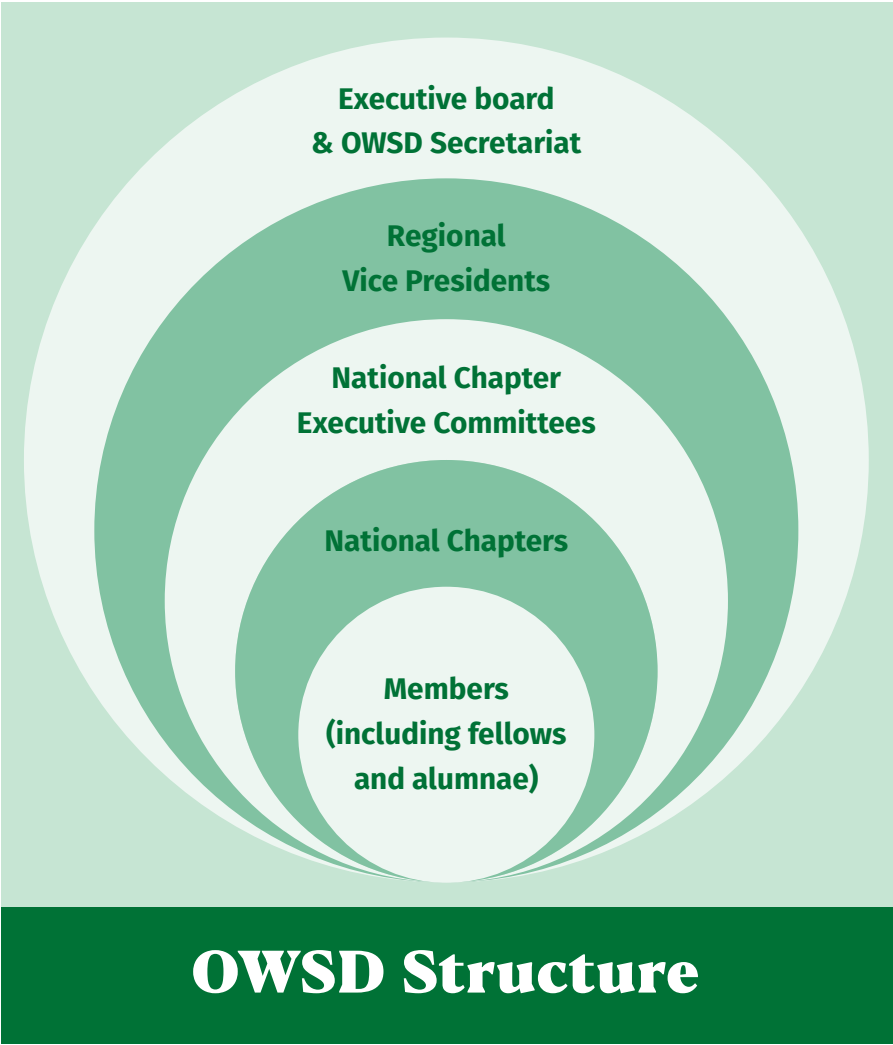 Executive board
& OWSD Secretariat
Regional
Vice Presidents
National Chapter
Executive Committees
National Chapters
Members
(including fellows
and alumnae)
OWSD Structure